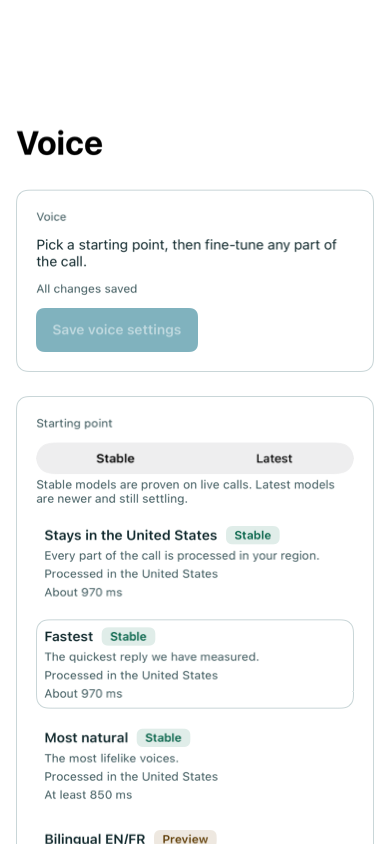 Voice
Voice
Pick a starting point, then fine-tune any part of
the call.
All changes saved
Save voice settings
Starting point
Stable Latest
Stable models are proven on live calls. Latest models
are newer and still settling.
Stays in the United States Stable
Every part of the call is processed in your region.
Processed in the United States
About 970 ms
Fastest Stable
The quickest reply we have measured.
Processed in the United States
About 970 ms
Most natural Stable
The most lifelike voices.
Processed in the United States
At least 850 ms
Bilingual EN/FR Preview